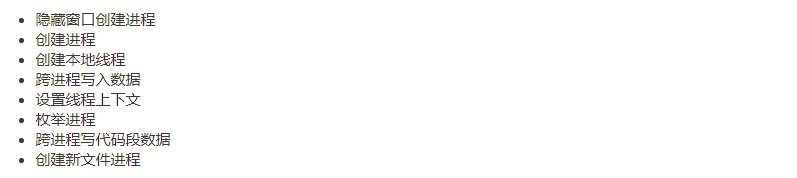 隐藏窗口创建进程
创建进程
创建本地线程
跨进程写入数据
设置线程上下文
枚举进程
跨进程写代码段数据
创建新文件进程